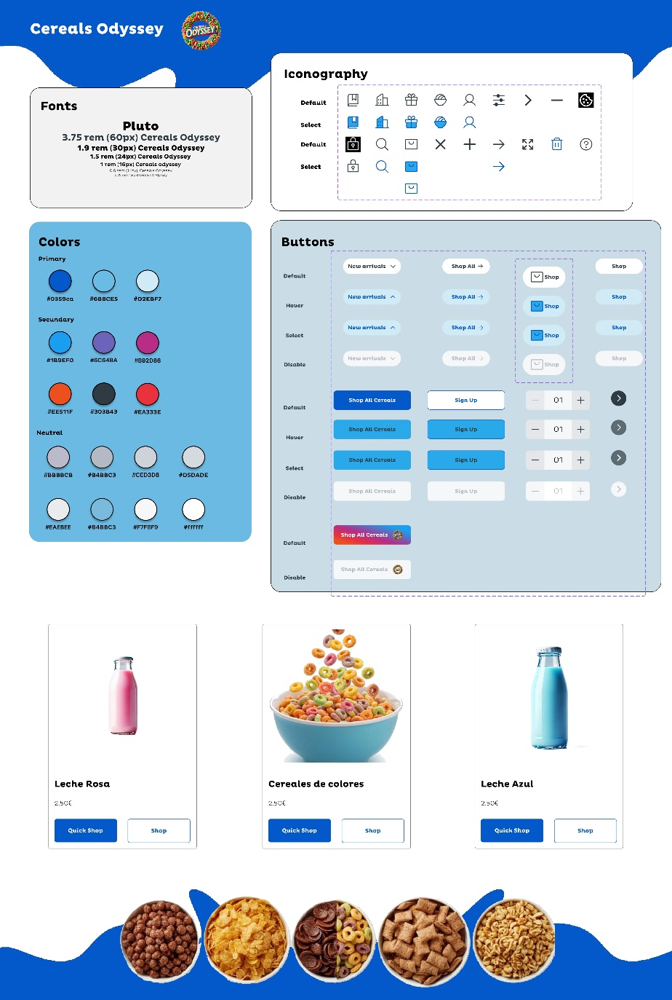 Cereals Odyssey
CEREALS
ODYSSEY
Iconography
Default
Select
Default
Select
Fonts
Pluto
3.75 rem (60px) Cereals Odyssey
1.9 rem (30px) Cereals Odyssey
1.5 rem (24px) Cereals Odyssey
1 rem (16px) Cereals odyssey
Colors
Primary
#0359ca #6BBCE5 #D2EBF7
Secundary
#1B9EF0 #6C64BA #B92D86
#EE511F #303B43 #EA333E
Neutral
#BBBBCB #B4BBC3 #CED3D8 #D5DADE
#EAEBEE #B4BBC3 #F7F8F9 #ffffff
Buttons
Default New arrivals Shop All Shop Shop
Hover New arrivals Shop All Shop Shop
Select New arrivals Shop All Shop Shop
Disable New arrivals Shop All Shop Shop
Default Shop All Cereals Sign Up 01
Hover Shop All Cereals Sign Up 01
Select Shop All Cereals Sign Up 01
Disable Shop All Cereals Sign Up 01
Default Shop All Cereals
Disable Shop All Cereals
Leche Rosa
2.50€
Quick Shop Shop
Cereales de colores
2.50€
Quick Shop Shop
Leche Azul
2.50€
Quick Shop Shop